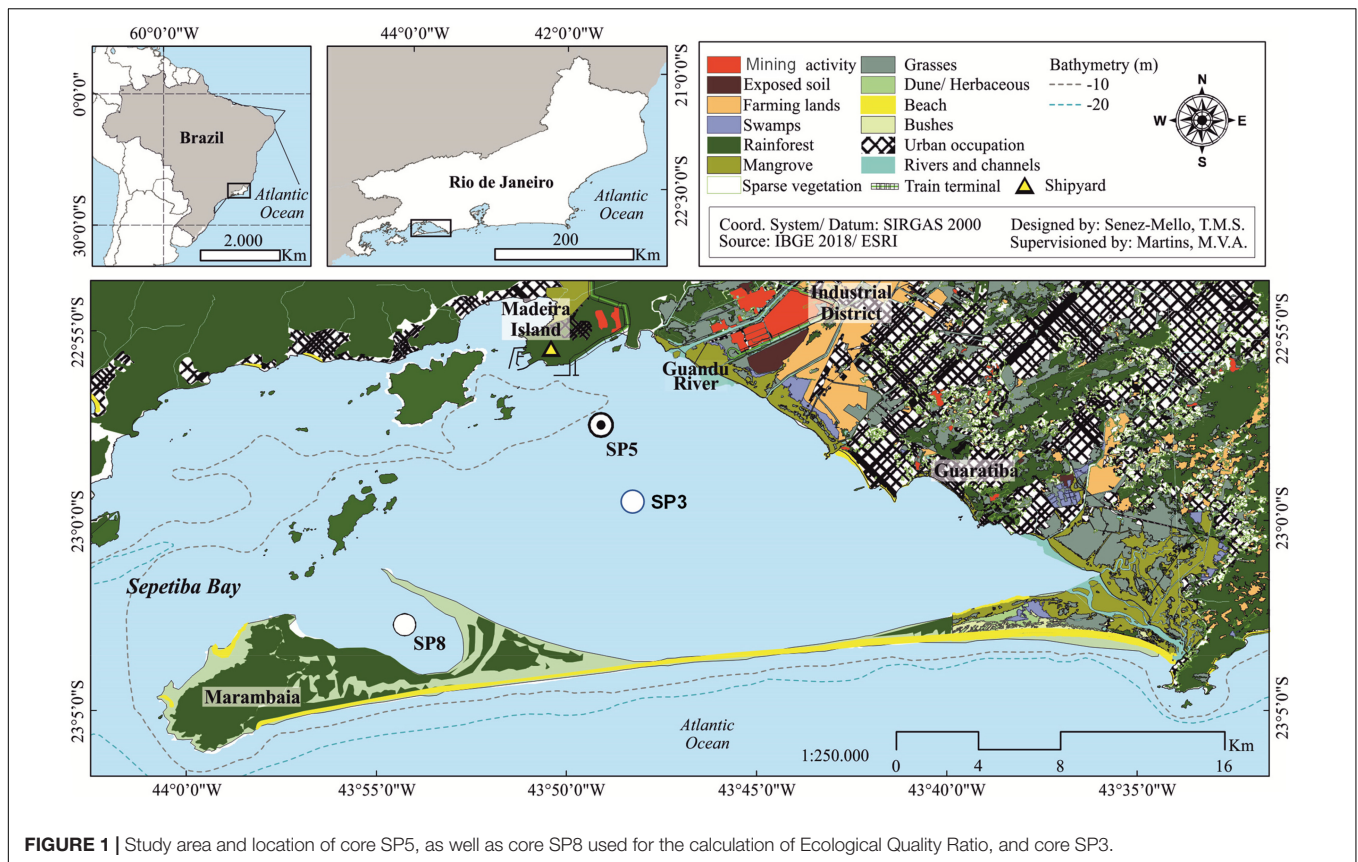 60°0'0"W
0°0'0"
30°0'0"S
Brazil
Atlantic
Ocean
2.000
Km
44°0'0"W
42°0'0"W
21°0'0"S
22°30'0"S
Rio de Janeiro
Atlantic
Ocean
200
Km
Mining activity
Exposed soil
Farming lands
Swamps
Rainforest
Mangrove
Sparse vegetation
Grasses
Dune/ Herbaceous
Beach
Bushes
Urban occupation
Rivers and channels
Train terminal
Shipyard
Bathymetry (m)
-10
-20
N
W
E
S
Coord. System/ Datum: SIRGAS 2000
Source: IBGE 2018/ ESRI
Designed by: Senez-Mello, T.M.S.
Supervised by: Martins, M.V.A.
22°55'0"S
23°0'0"S
23°5'0"S
Madeira
Island
Industrial
District
Guandu
River
SP5
SP3
Guaratiba
Sepetiba Bay
SP8
Marambaia
Atlantic
Ocean
1:250.000
Km
0 4 8 16
22°55'0"S
23°0'0"S
23°5'0"S
44°0'0"W
43°55'0"W
43°50'0"W
43°45'0"W
43°40'0"W
43°35'0"W
FIGURE 1 | Study area and location of core SP5, as well as core SP8 used for the calculation of Ecological Quality Ratio, and core SP3.